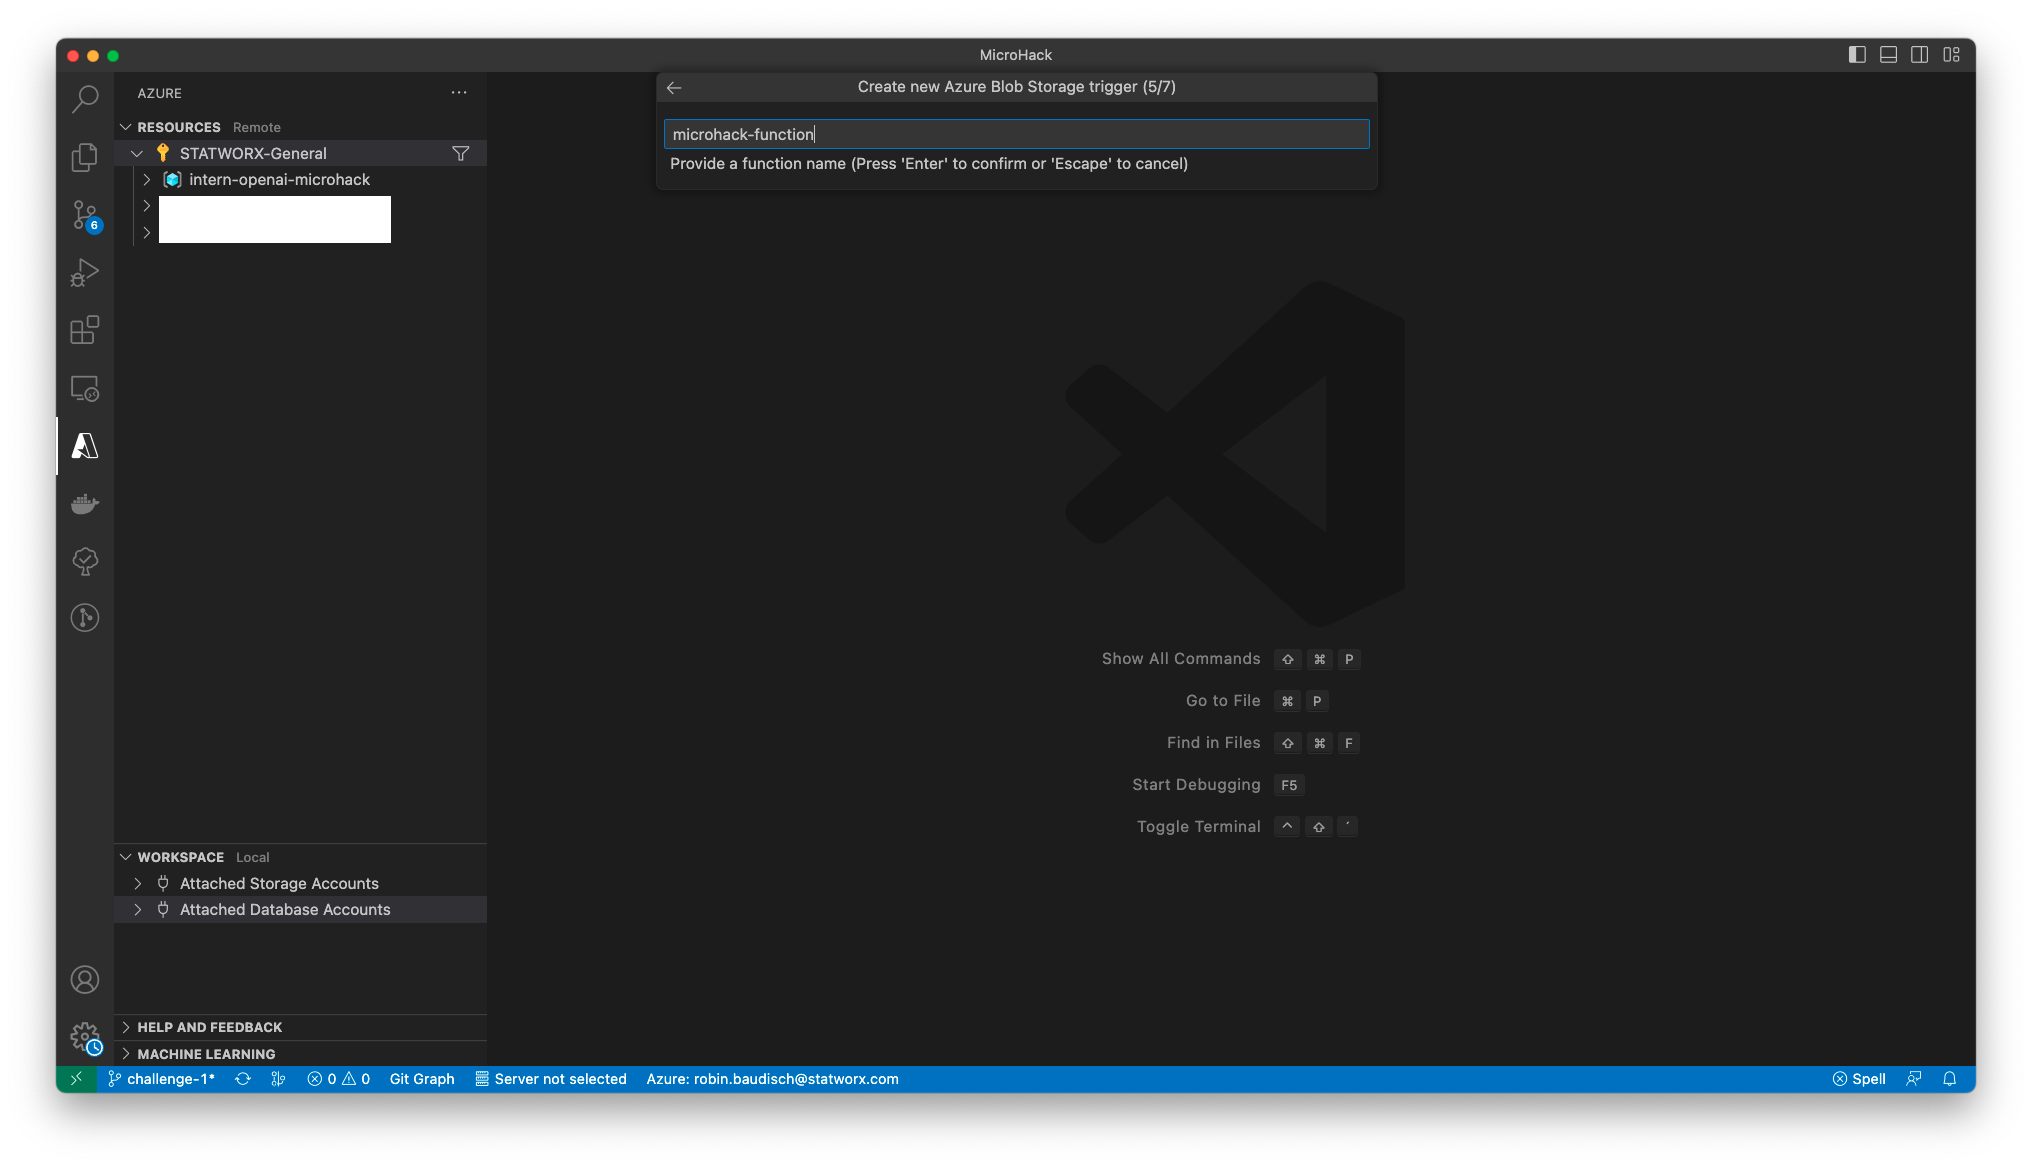 MicroHack
AZURE
Create new Azure Blob Storage trigger (5/7)
microhack-function
Provide a function name (Press 'Enter' to confirm or 'Escape' to cancel)
RESOURCES Remote
STATWORX-General
intern-openai-microhack
6
Show All Commands ⇧ ⌘ P
Go to File ⌘ P
Find in Files ⇧ ⌘ F
Start Debugging F5
Toggle Terminal ^ ⇧ ´
WORKSPACE Local
Attached Storage Accounts
Attached Database Accounts
HELP AND FEEDBACK
MACHINE LEARNING
challenge-1* 0 0 Git Graph Server not selected Azure: robin.baudisch@statworx.com Spell